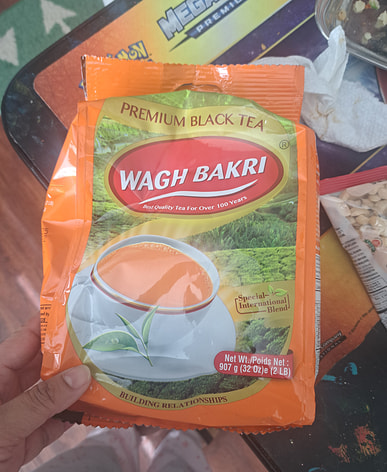 MEGA
PREMIUM
PREMIUM BLACK TEA
WAGH BAKRI
®
Best Quality Tea For Over 100 Years
Special
International
Blend
Net Wt./Poids Net :
907 g (32 Oz)e (2 LB)
BUILDING RELATIONSHIPS